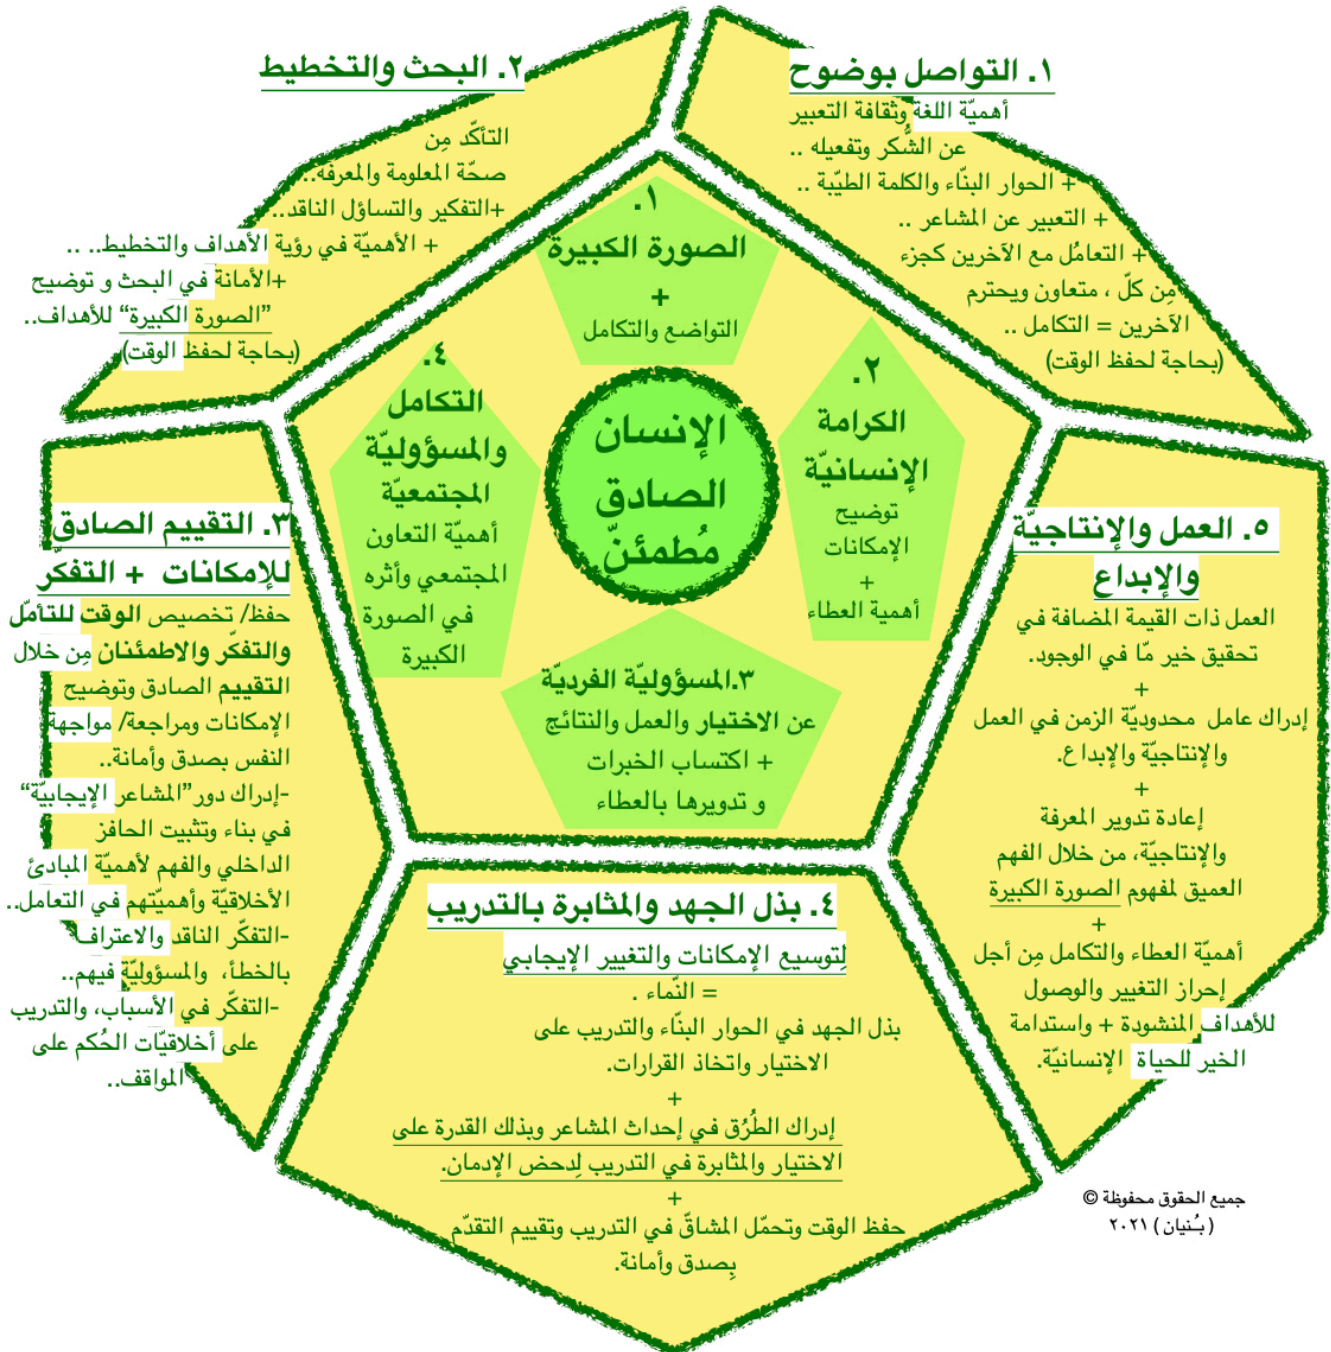 ١. التواصل بوضوح
أهميّة اللغة وثقافة التعبير
عن الشُّكر وتفعيله ..
+ الحوار البنّاء والكلمة الطيّبة ..
+ التعبير عن المشاعر ..
+ التعامُل مع الآخرين كجزء
مِن كلّ ، متعاون ويحترم
الآخرين = التكامل ..
(بحاجة لحفظ الوقت)
٢. البحث والتخطيط
التأكّد مِن
صحّة المعلومة والمعرفه..
+التفكير والتساؤل الناقد..
+ الأهميّة في رؤية الأهداف والتخطيط.. ..
+الأمانة في البحث و توضيح
"الصورة الكبيرة" للأهداف..
(بحاجة لحفظ الوقت)
١.
الصورة الكبيرة
+
التواضع والتكامل
٢.
الكرامة
الإنسانيّة
توضيح
الإمكانات
+
أهمية العطاء
٣.المسؤوليّة الفرديّة
عن الاختيار والعمل والنتائج
+ اكتساب الخبرات
و تدويرها بالعطاء
٤.
التكامل
والمسؤوليّة
المجتمعيّة
أهميّة التعاون
المجتمعي وأثره
في الصورة
الكبيرة
الإنسان
الصادق
مُطمئنّ
٣. التقييم الصادق
للإمكانات + التفكّر
حفظ/ تخصيص الوقت للتأمّل
والتفكّر والاطمئنان مِن خلال
التقييم الصادق وتوضيح
الإمكانات ومراجعة/ مواجهة
النفس بصدق وأمانة..
-إدراك دور"المشاعر الإيجابيّة"
في بناء وتثبيت الحافز
الداخلي والفهم لأهميّة المبادئ
الأخلاقيّة وأهميّتهم في التعامل..
-التفكّر الناقد والاعتراف
بالخطأ، والمسؤوليّة فيهم..
-التفكّر في الأسباب، والتدريب
على أخلاقيّات الحُكم على
المواقف..
٤. بذل الجهد والمثابرة بالتدريب
لِتوسيع الإمكانات والتغيير الإيجابي
= النّماء .
بذل الجهد في الحوار البنّاء والتدريب على
الاختيار واتخاذ القرارات.
+
إدراك الطُرُق في إحداث المشاعر وبذلك القدرة على
الاختيار والمثابرة في التدريب لِدحض الإدمان.
+
حفظ الوقت وتحمّل المشاقّ في التدريب وتقييم التقدّم
بِصدق وأمانة.
٥. العمل والإنتاجيّة
والإبداع
العمل ذات القيمة المضافة في
تحقيق خير مّا في الوجود.
+
إدراك عامل محدوديّة الزمن في العمل
والإنتاجيّة والإبداع.
+
إعادة تدوير المعرفة
والإنتاجيّة، من خلال الفهم
العميق لمفهوم الصورة الكبيرة
+
أهميّة العطاء والتكامل مِن أجل
إحراز التغيير والوصول
للأهداف المنشودة + واستدامة
الخير للحياة الإنسانيّة.
جميع الحقوق محفوظة ©
(بُنيان ) ٢٠٢١